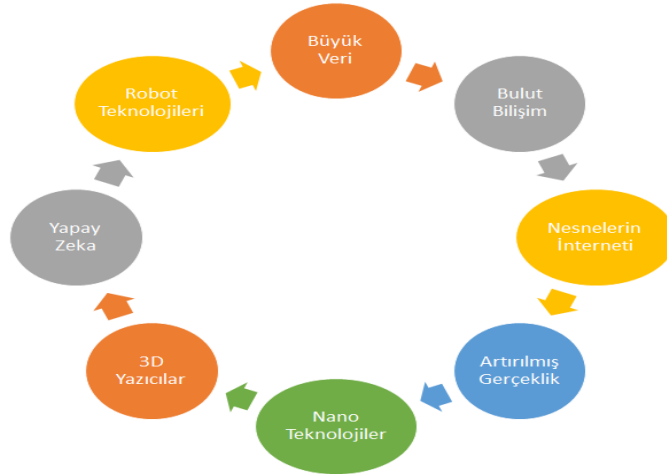 Büyük
Veri
Bulut
Bilişim
Nesnelerin
İnterneti
Artırılmış
Gerçeklik
Nano
Teknolojiler
3D
Yazıcılar
Yapay
Zeka
Robot
Teknolojileri